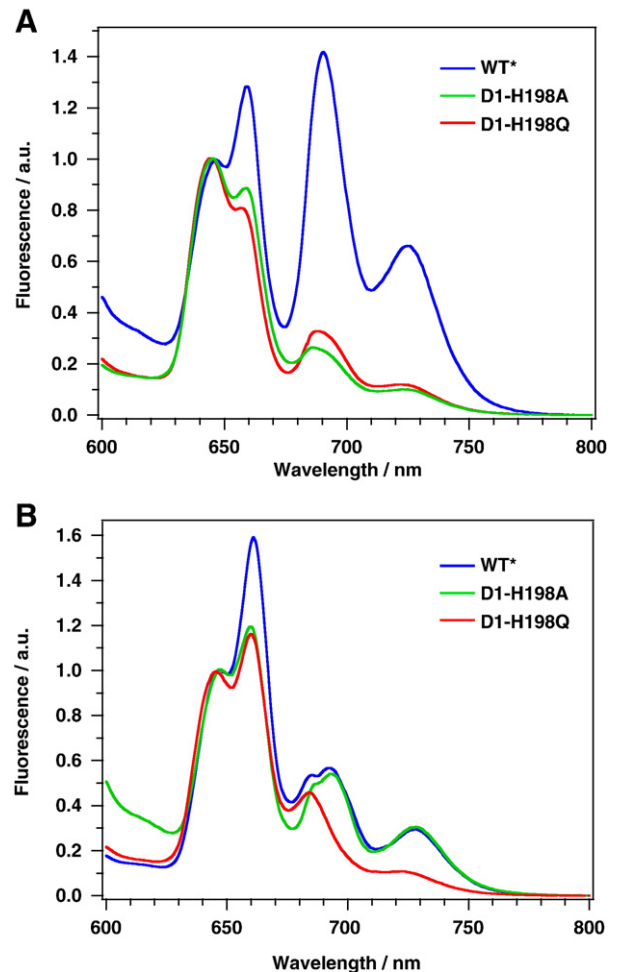 A
1.4
1.2
1.0
0.8
0.6
0.4
0.2
0.0
Fluorescence / a.u.
WT*
D1-H198A
D1-H198Q
600 650 700 750 800
Wavelength / nm
B
1.6
1.4
1.2
1.0
0.8
0.6
0.4
0.2
0.0
Fluorescence / a.u.
WT*
D1-H198A
D1-H198Q
600 650 700 750 800
Wavelength / nm